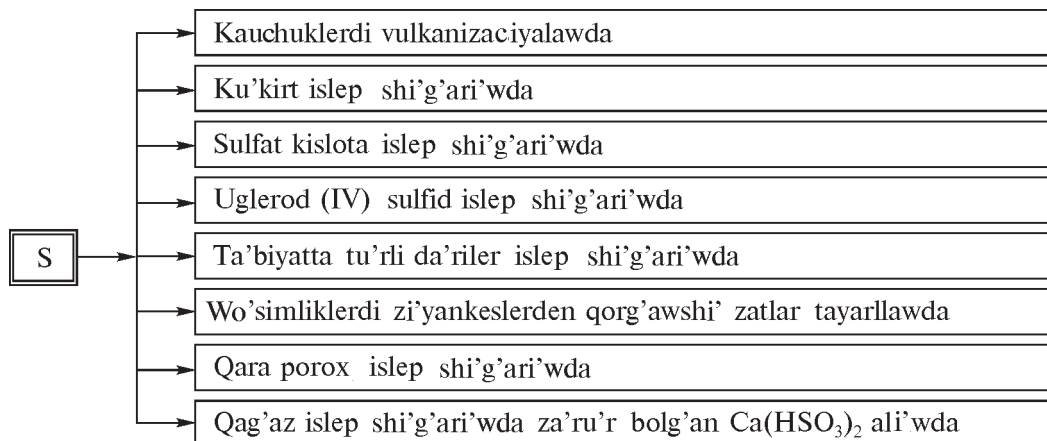 Kauchuklerdi vulkanizaciyalawda
Ku’kirt islep shi’g’ari’wda
Sulfat kislota islep shi’g’ari’wda
Uglerod (IV) sulfid islep shi’g’ari’wda
S
Ta’biyatta tu’rli da’riler islep shi’g’ari’wda
Wo’simliklerdi zi’yankeslerden qorg’awshi’ zatlar tayarllawda
Qara porox islep shi’g’ari’wda
Qag’az islep shi’g’ari’wda za’ru’r bolg’an Ca(HSO₃)₂ ali’wda